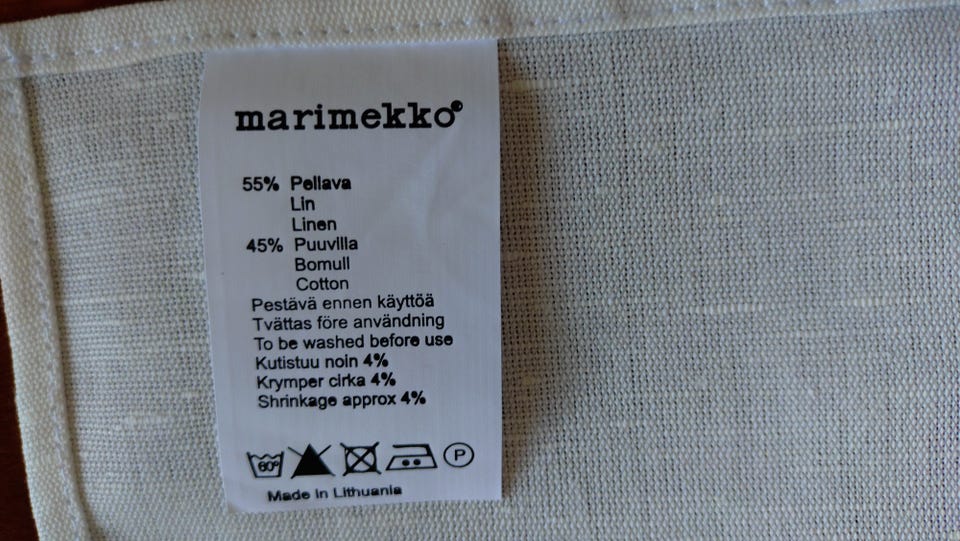 marimekko
55% Pellava
Lin
Linen
45% Puuvilla
Bomull
Cotton
Pestävä ennen käyttöä
Tvättas före användning
To be washed before use
Kutistuu noin 4%
Krymper cirka 4%
Shrinkage approx 4%
60° P
Made in Lithuania